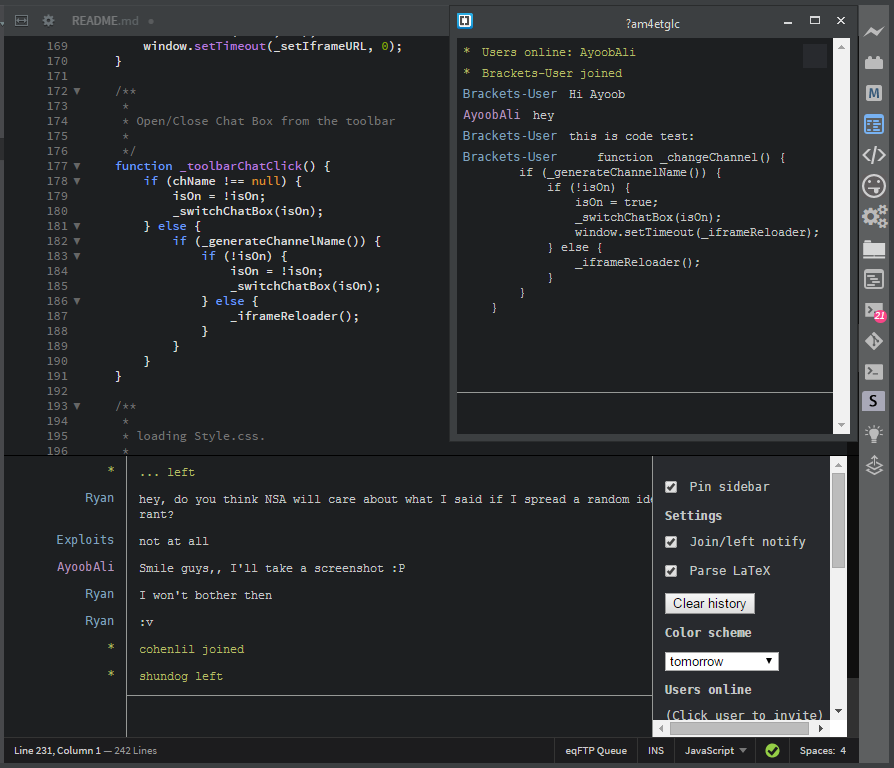 README.md
169 window.setTimeout(_setIframeURL, 0);
170 }
171
172 /**
173 *
174 * Open/Close Chat Box from the toolbar
175 *
176 */
177 function _toolbarChatClick() {
178 if (chName !== null) {
179 isOn = !isOn;
180 _switchChatBox(isOn);
181 } else {
182 if (_generateChannelName()) {
183 if (!isOn) {
184 isOn = !isOn;
185 _switchChatBox(isOn);
186 } else {
187 _iframeReloader();
188 }
189 }
190 }
191 }
192
193 /**
194 *
195 * loading Style.css.
196 *
?am4etglc
* Users online: AyoobAli
* Brackets-User joined
Brackets-User Hi Ayoob
AyoobAli hey
Brackets-User this is code test:
Brackets-User function _changeChannel() {
if (_generateChannelName()) {
if (!isOn) {
isOn = true;
_switchChatBox(isOn);
window.setTimeout(_iframeReloader);
} else {
_iframeReloader();
}
}
}
M
21
S
* ... left
Ryan hey, do you think NSA will care about what I said if I spread a random
rant?
Exploits not at all
AyoobAli Smile guys,, I'll take a screenshot :P
Ryan I won't bother then
Ryan :v
* cohenlil joined
* shundog left
Pin sidebar
Settings
Join/left notify
Parse LaTeX
Clear history
Color scheme
tomorrow
Users online
(Click user to invite)
Line 231, Column 1 — 242 Lines
eqFTP Queue INS JavaScript Spaces: 4